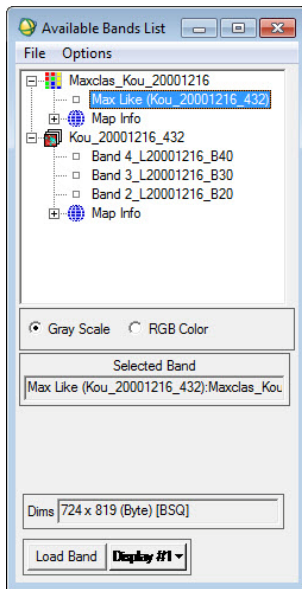 Available Bands List
File Options
Maxclas_Kou_20001216
Max Like (Kou_20001216_432)
Map Info
Kou_20001216_432
Band 4_L20001216_B40
Band 3_L20001216_B30
Band 2_L20001216_B20
Map Info
Gray Scale RGB Color
Selected Band
Max Like (Kou_20001216_432):Maxclas_Kou
Dims 724 x 819 (Byte) [BSQ]
Load Band Display #1